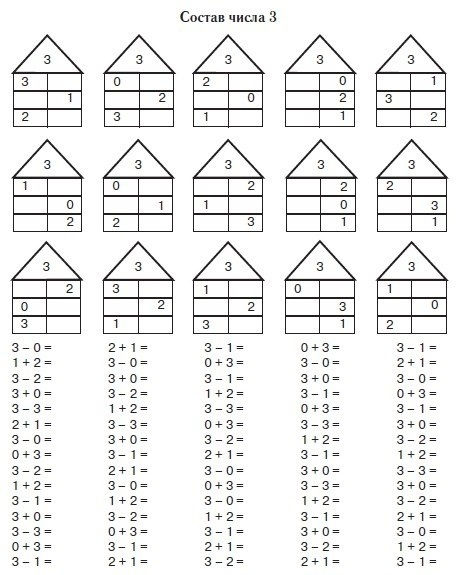 Состав числа 3
3 3 3 3 3
3 0 2 0 1
1 2 0 2 3
2 3 1 1 2
3 3 3 3 3
1 0 2 2 2
0 1 1 0 3
2 2 3 1 1
3 3 3 3 3
2 3 1 0 1
0 2 2 3 0
3 1 3 1 2
3 – 0 = 2 + 1 = 3 – 1 = 0 + 3 = 3 – 1 =
1 + 2 = 3 – 0 = 0 + 3 = 3 – 0 = 2 + 1 =
3 – 2 = 3 + 0 = 3 – 1 = 3 + 0 = 3 – 0 =
3 + 0 = 3 – 2 = 1 + 2 = 3 – 1 = 0 + 3 =
3 – 3 = 1 + 2 = 3 – 3 = 0 + 3 = 3 – 1 =
2 + 1 = 3 – 3 = 0 + 3 = 3 – 3 = 3 + 0 =
3 – 0 = 3 + 0 = 3 – 2 = 1 + 2 = 3 – 2 =
0 + 3 = 3 – 1 = 2 + 1 = 3 – 1 = 1 + 2 =
3 – 2 = 2 + 1 = 3 – 0 = 3 + 0 = 3 – 3 =
1 + 2 = 3 – 0 = 0 + 3 = 3 – 3 = 3 + 0 =
3 – 1 = 1 + 2 = 3 – 0 = 1 + 2 = 3 – 2 =
3 + 0 = 3 – 2 = 1 + 2 = 3 – 1 = 2 + 1 =
3 – 3 = 0 + 3 = 3 – 1 = 3 + 0 = 3 – 0 =
0 + 3 = 3 – 1 = 2 + 1 = 3 – 2 = 1 + 2 =
3 – 1 = 2 + 1 = 3 – 2 = 2 + 1 = 3 – 1 =